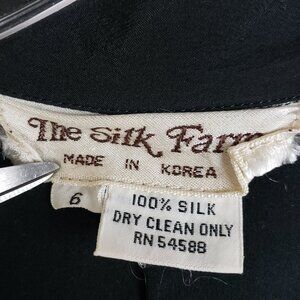 The Silk Farm
MADE IN KOREA
6
100% SILK
DRY CLEAN ONLY
RN 54588